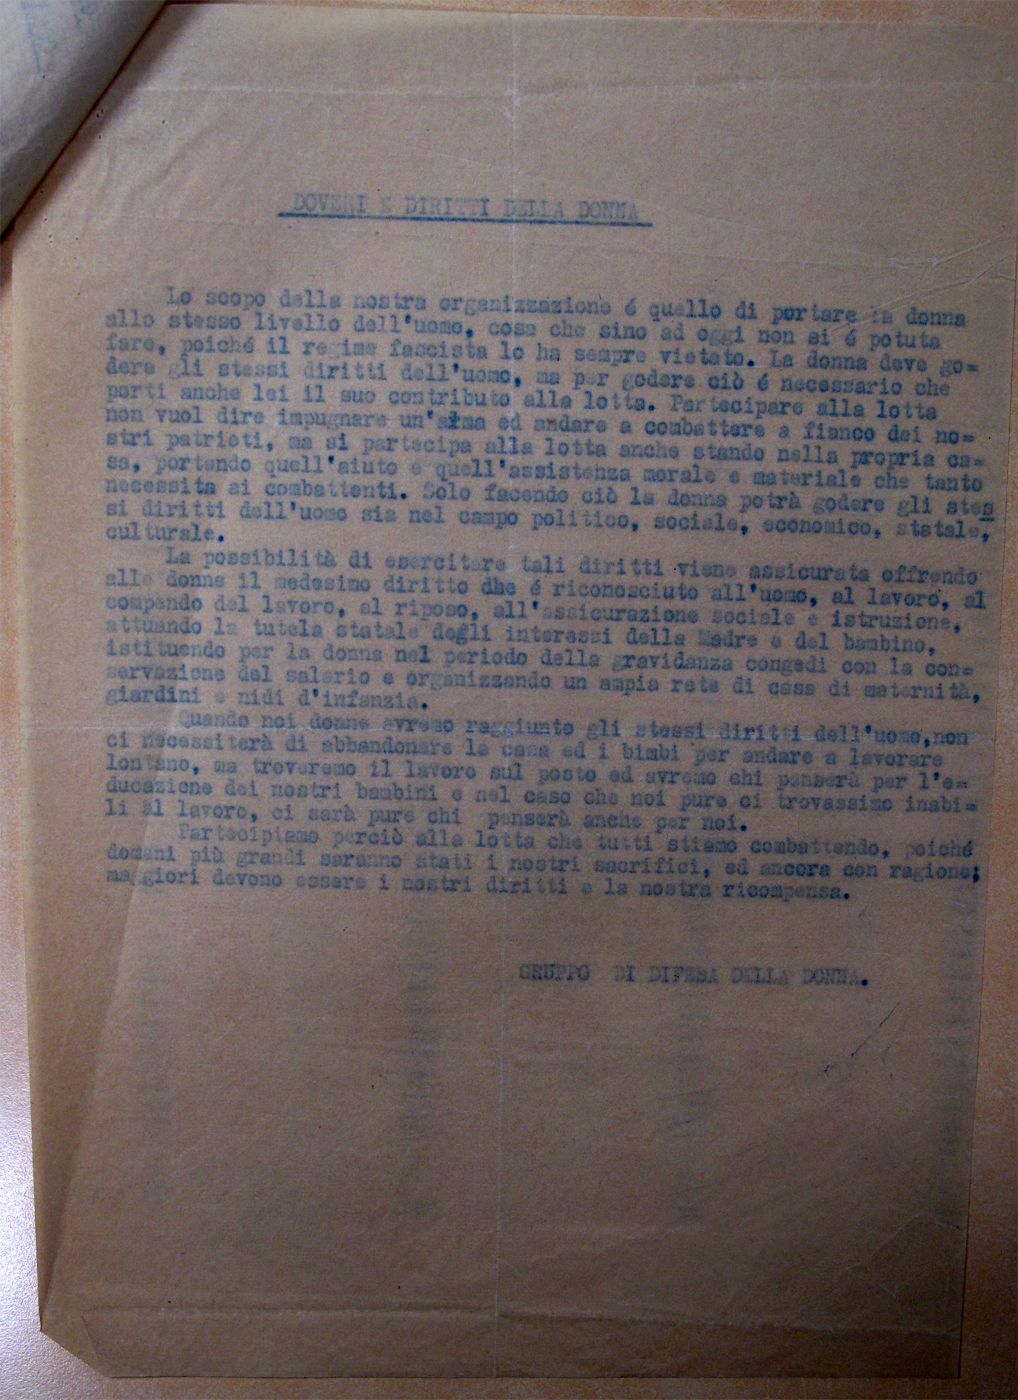 DOVERI E DIRITTI DELLA DONNA
Lo scopo della nostra organizzazione é quello di portare la donna
allo stesso livello dell'uomo, cosa che sino ad oggi non si é potuta
fare, poiché il regime fascista lo ha sempre vietato. La donna deve go=
dere gli stessi diritti dell'uomo, ma per godere ciò é necessario che
porti anche lei il suo contributo alla lotta. Partecipare alla lotta
non vuol dire impugnare un'arma ed andare a combattere a fianco dei no=
stri patrioti, ma si partecipa alla lotta anche stando nella propria ca=
sa, portando quell'aiuto e quell'assistenza morale e materiale che tanto
necessita ai combattenti. Solo facendo ciò la donna potrà godere gli stes
si diritti dell'uomo sia nel campo politico, sociale, economico, statale,
culturale.
La possibilità di esercitare tali diritti viene assicurata offrendo
alle donne il medesimo diritto dhe é riconosciuto all'uomo, al lavoro, al
compendo del lavoro, al riposo, all'assicurazione sociale e istruzione,
attuando la tutela statale degli interessi della Madre e del bambino,
istituendo per la donna nel periodo della gravidanza congedi con la con=
servazione del salario e organizzando un ampia rete di casa di maternità,
giardini e nidi d'infanzia.
Quando noi donne avremo raggiunto gli stessi diritti dell'uomo,non
ci necessiterà di abbandonare la casa ed i bimbi per andare a lavorare
lontano, ma troveremo il lavoro sul posto ed avremo chi penserà per l'e=
ducazione dei nostri bambini e nel caso che noi pure ci trovassimo inabi=
li al lavoro, ci sarà pure chi penserà anche per noi.
Partecipiamo perciò alla lotta che tutti stiamo combattendo, poiché
domani più grandi saranno stati i nostri sacrifici, ed ancora con ragione;
maggiori devono essere i nostri diritti e la nostra ricompensa.
GRUPPO DI DIFESA DELLA DONNA.